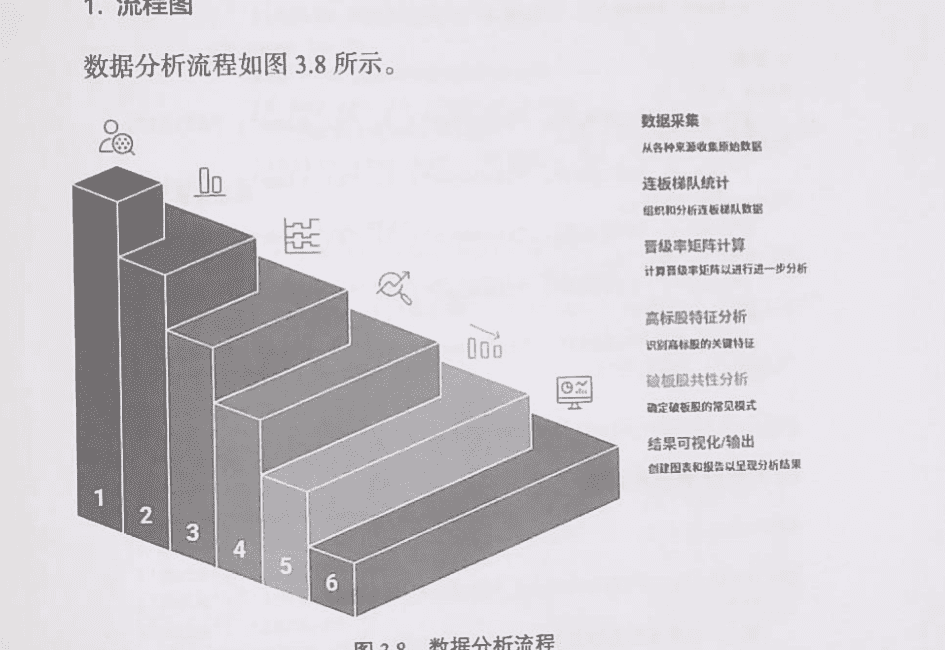 1. 流程图
数据分析流程如图 3.8 所示。
数据采集
从各种来源收集原始数据
连板梯队统计
组织和分析连板梯队数据
晋级率矩阵计算
计算晋级率矩阵以进行进一步分析
高标股特征分析
识别高标股的关键特征
破板股共性分析
确定破板股的常见模式
结果可视化/输出
创建图表和报告以呈现分析结果
1
2
3
4
5
6
图 3.8 数据分析流程